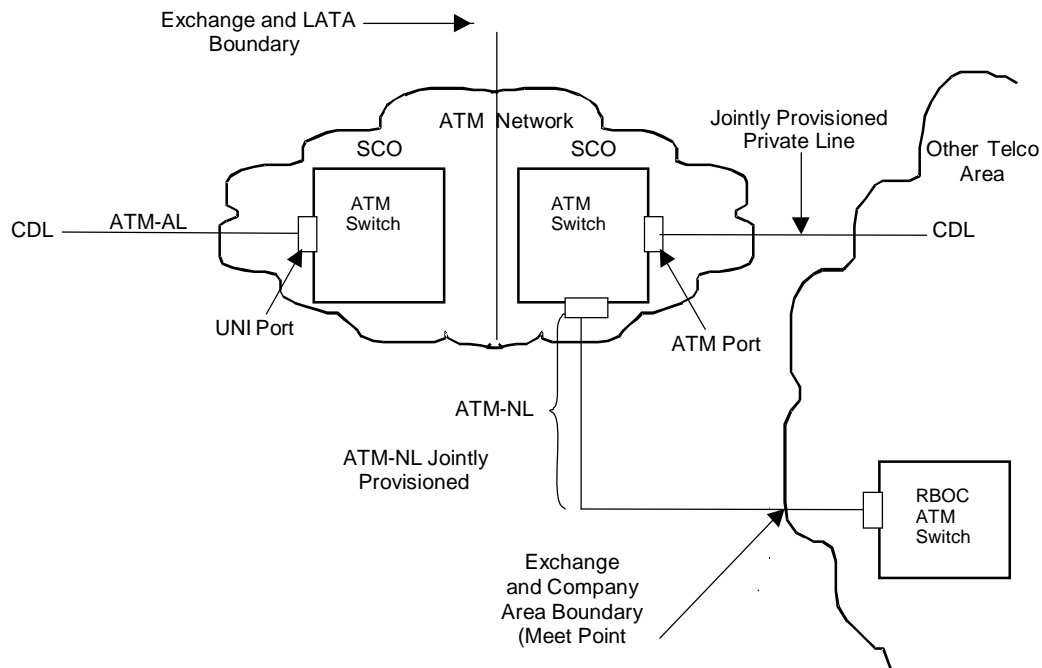 Exchange and LATA
Boundary
ATM Network
SCO
SCO
Jointly Provisioned
Private Line
Other Telco
Area
ATM
Switch
ATM
Switch
CDL
ATM-AL
CDL
UNI Port
ATM Port
ATM-NL
ATM-NL Jointly
Provisioned
RBOC
ATM
Switch
Exchange
and Company
Area Boundary
(Meet Point